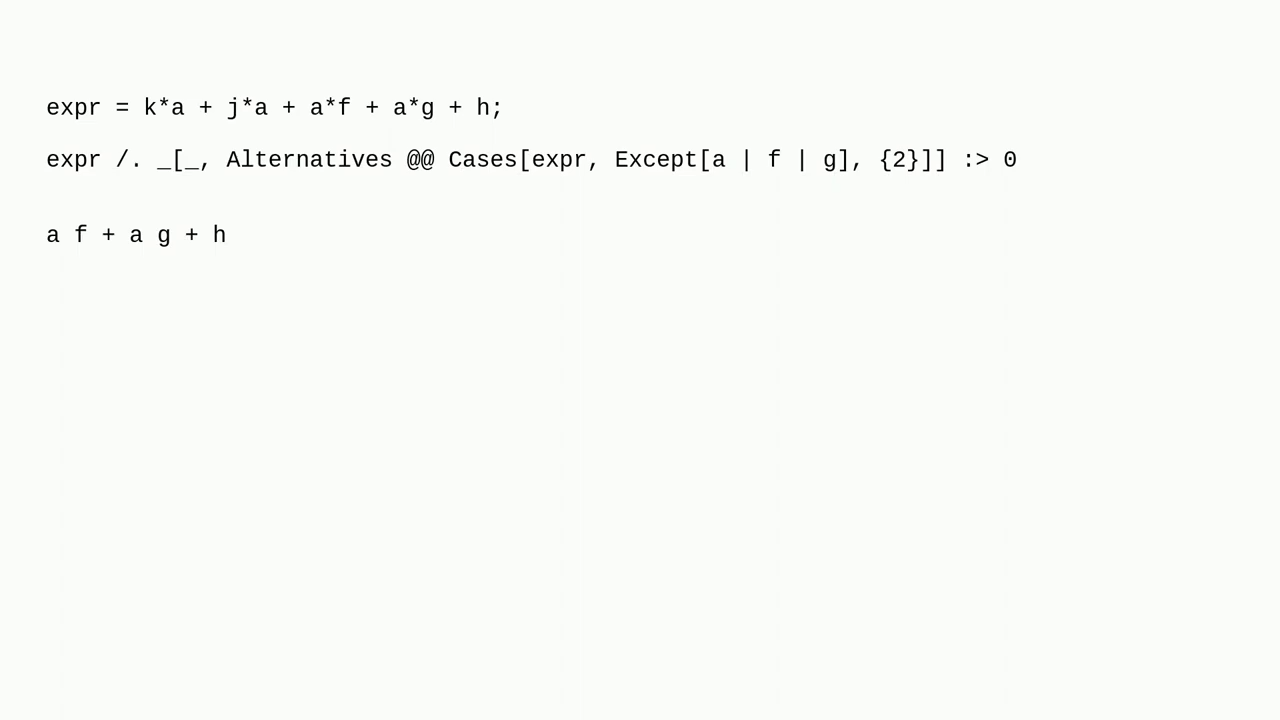 expr = k*a + j*a + a*f + a*g + h;
expr /. _[_, Alternatives @@ Cases[expr, Except[a | f | g], {2}]] :> 0
a f + a g + h